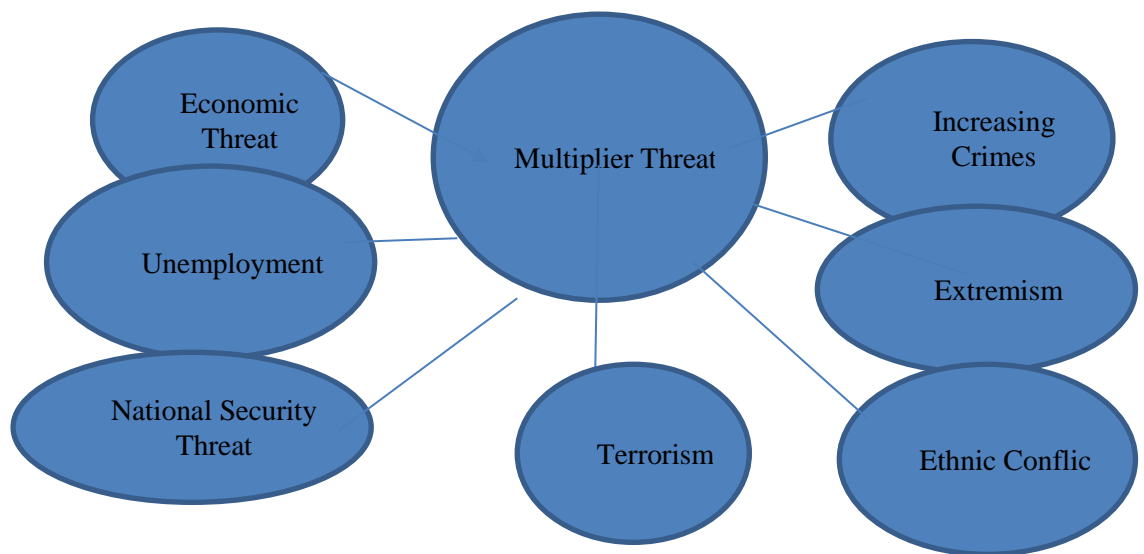 Economic
Threat
Multiplier Threat
Increasing
Crimes
Unemployment
Extremism
National Security
Threat
Terrorism
Ethnic Conflic